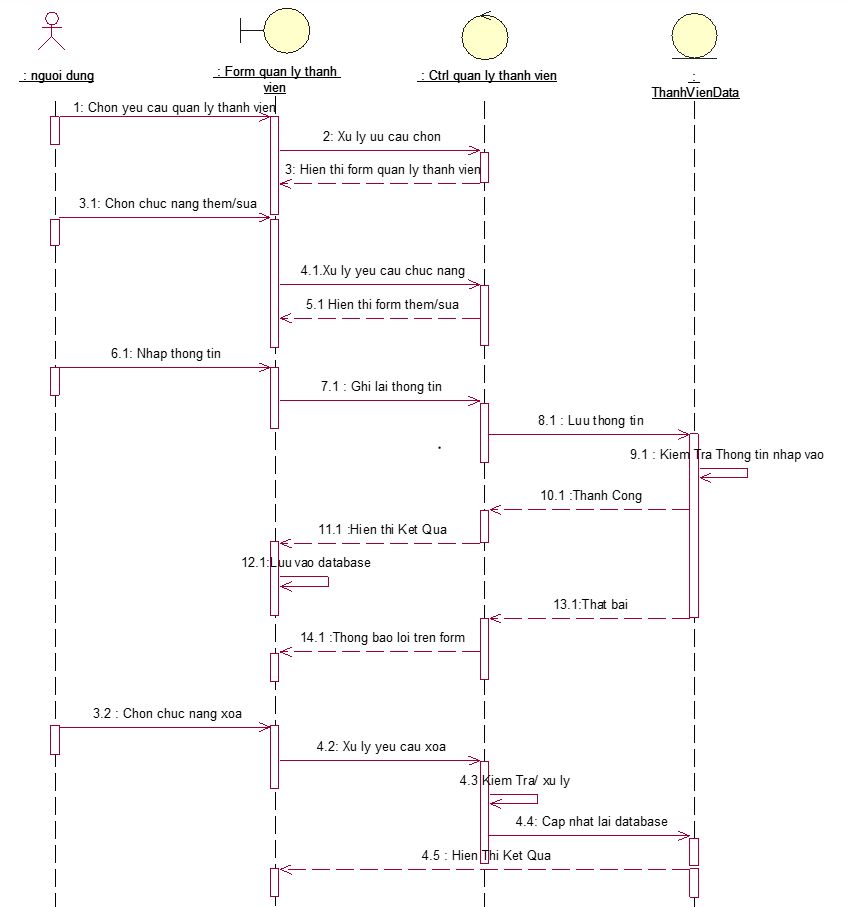 : nguoi dung
: Form quan ly thanh
vien
: Ctrl quan ly thanh vien
:
ThanhVienData
1: Chon yeu cau quan ly thanh vien
2: Xu ly uu cau chon
3: Hien thi form quan ly thanh vien
3.1: Chon chuc nang them/sua
4.1.Xu ly yeu cau chuc nang
5.1 Hien thi form them/sua
6.1: Nhap thong tin
7.1 : Ghi lai thong tin
8.1 : Luu thong tin
9.1 : Kiem Tra Thong tin nhap vao
10.1 :Thanh Cong
11.1 :Hien thi Ket Qua
12.1:Luu vao database
13.1:That bai
14.1 :Thong bao loi tren form
3.2 : Chon chuc nang xoa
4.2: Xu ly yeu cau xoa
4.3 Kiem Tra/ xu ly
4.4: Cap nhat lai database
4.5 : Hien Thi Ket Qua